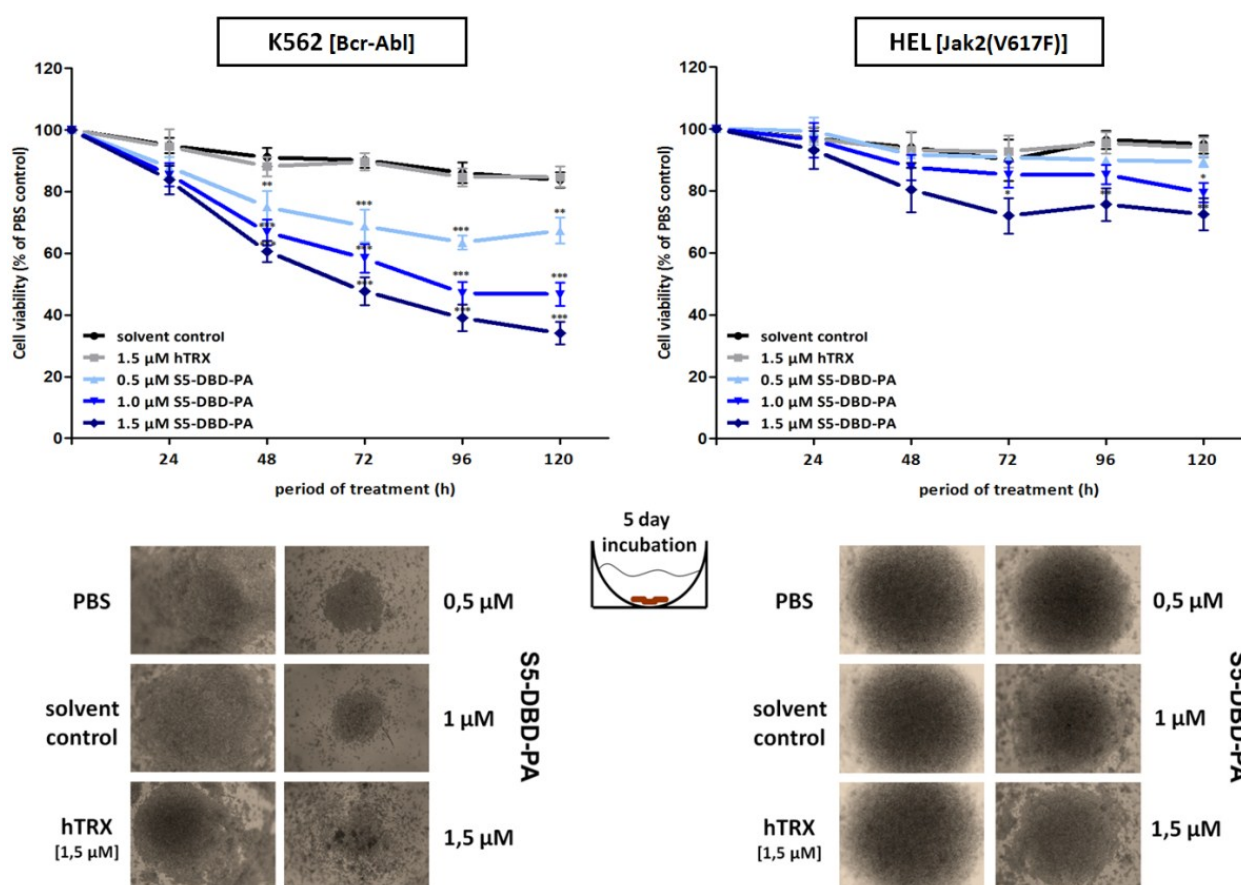 K562 [Bcr-Abl]
120
100
80
60
40
20
0
Cell viability (% of PBS control)
**
***
***
**
***
***
***
***
***
***
***
***
solvent control
1.5 µM hTRX
0.5 µM S5-DBD-PA
1.0 µM S5-DBD-PA
1.5 µM S5-DBD-PA
24 48 72 96 120
period of treatment (h)
HEL [Jak2(V617F)]
120
100
80
60
40
20
0
Cell viability (% of PBS control)
*
*
solvent control
1.5 µM hTRX
0.5 µM S5-DBD-PA
1.0 µM S5-DBD-PA
1.5 µM S5-DBD-PA
24 48 72 96 120
period of treatment (h)
5 day
incubation
PBS
solvent
control
hTRX
[1,5 µM]
0,5 µM
1 µM
1,5 µM
S5-DBD-PA
PBS
solvent
control
hTRX
[1,5 µM]
0,5 µM
1 µM
1,5 µM
S5-DBD-PA